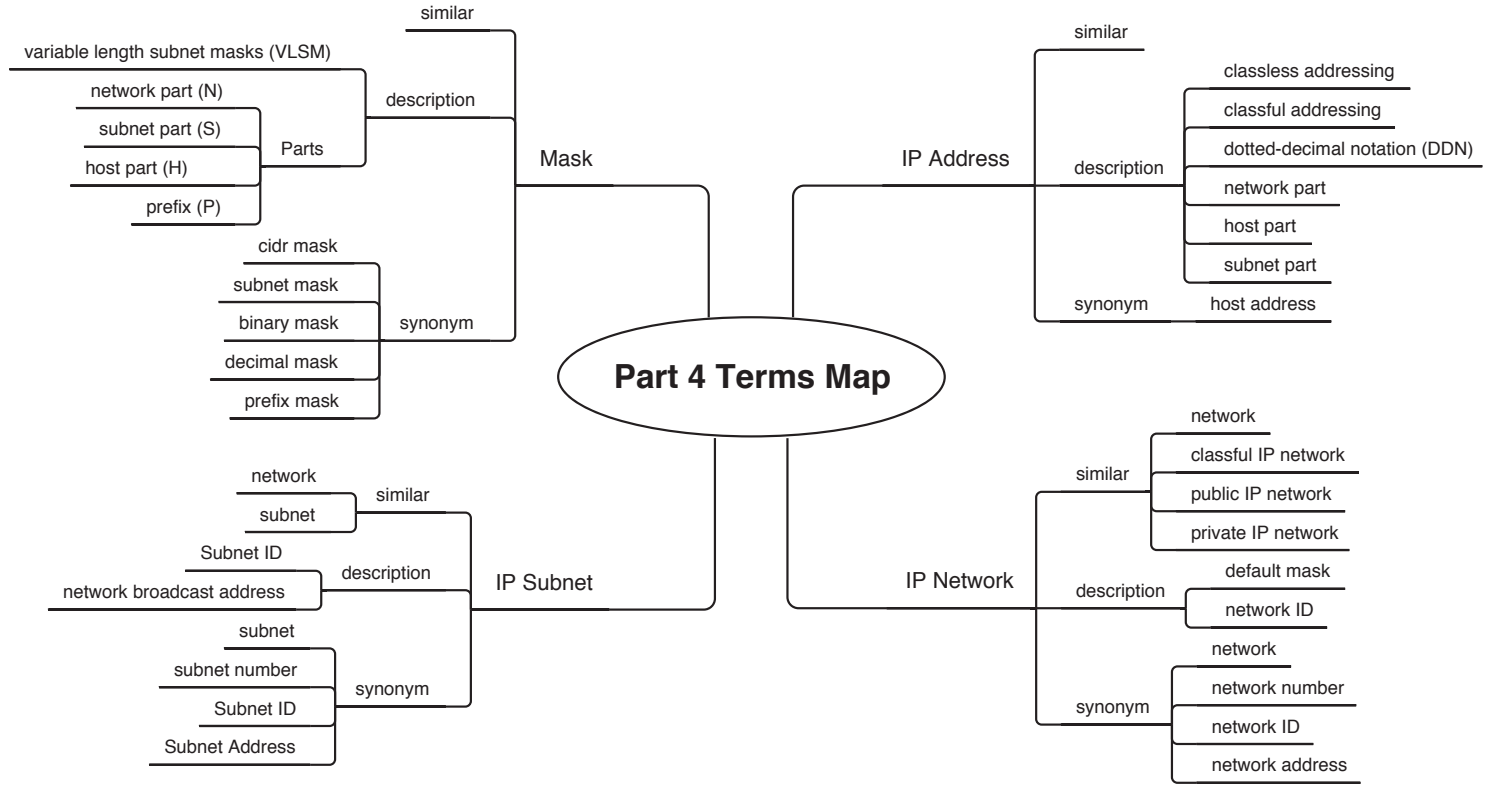 Part 4 Terms Map
Mask
similar
description
variable length subnet masks (VLSM)
Parts
network part (N)
subnet part (S)
host part (H)
prefix (P)
synonym
cidr mask
subnet mask
binary mask
decimal mask
prefix mask
IP Address
similar
description
classless addressing
classful addressing
dotted-decimal notation (DDN)
network part
host part
subnet part
synonym
host address
IP Subnet
similar
network
subnet
description
Subnet ID
network broadcast address
synonym
subnet
subnet number
Subnet ID
Subnet Address
IP Network
similar
network
classful IP network
public IP network
private IP network
description
default mask
network ID
synonym
network
network number
network ID
network address